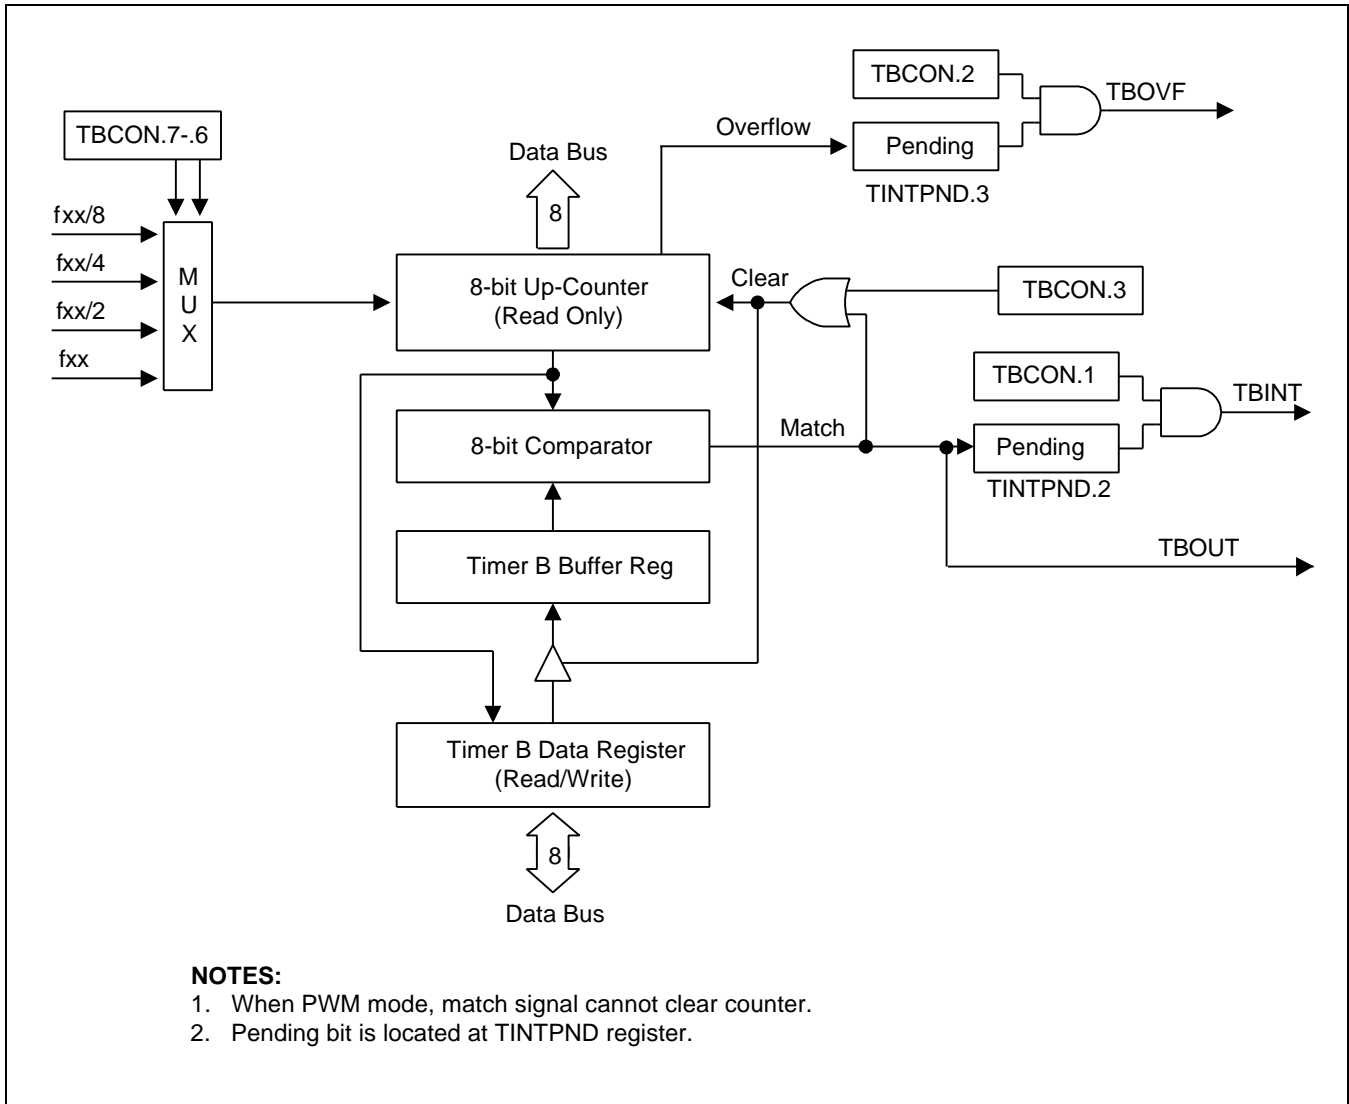 TBCON.2
TBOVF
TBCON.7-.6
Overflow
Pending
Data Bus
TINTPND.3
8
fxx/8
fxx/4
fxx/2
fxx
M
U
X
8-bit Up-Counter
(Read Only)
Clear
TBCON.3
TBCON.1
TBINT
8-bit Comparator
Match
Pending
TINTPND.2
TBOUT
Timer B Buffer Reg
Timer B Data Register
(Read/Write)
8
Data Bus
NOTES:
1. When PWM mode, match signal cannot clear counter.
2. Pending bit is located at TINTPND register.